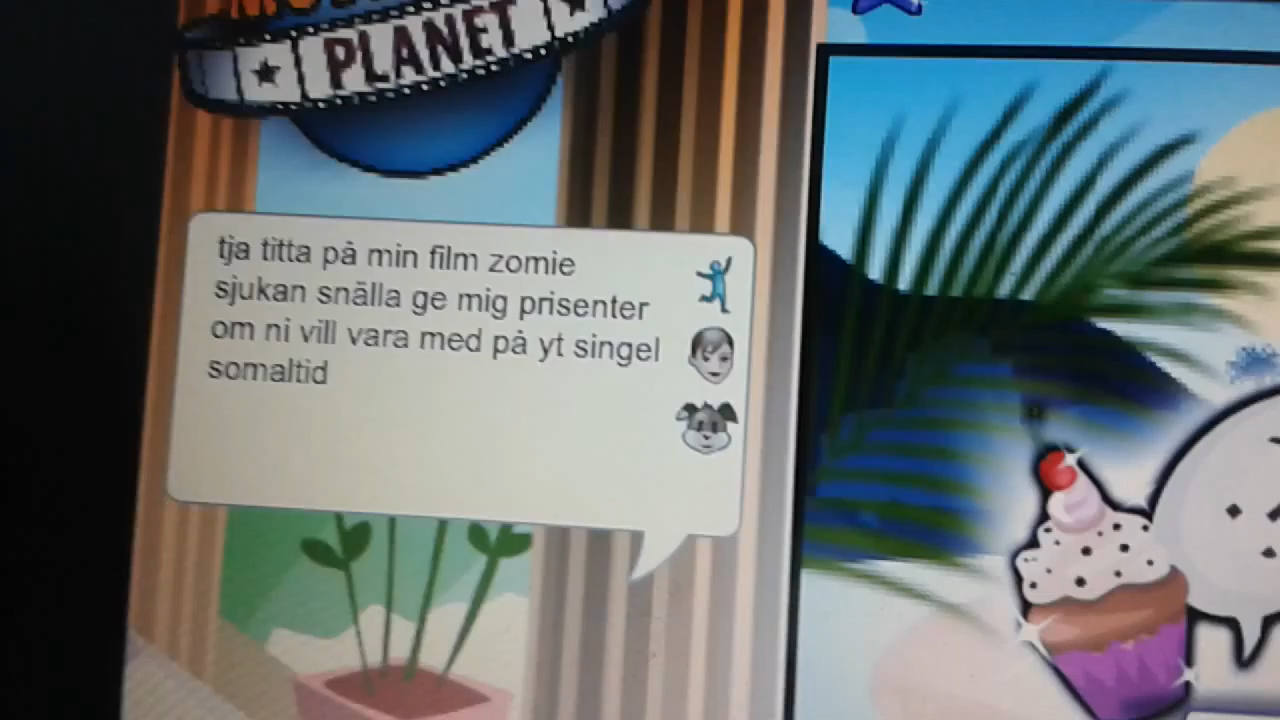 PLANET
tja titta på min film zomie
sjukan snälla ge mig prisenter
om ni vill vara med på yt singel
somaltid